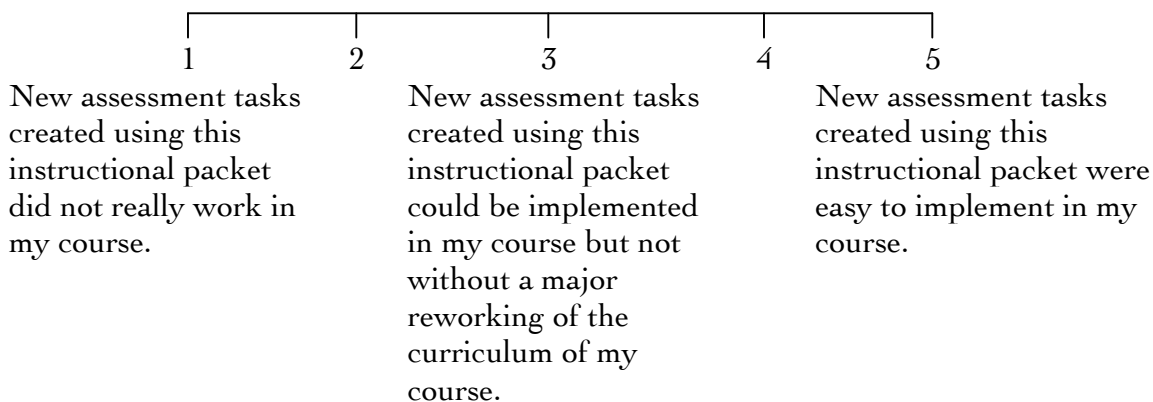 1 2 3 4 5
New assessment tasks
created using this
instructional packet
did not really work in
my course.
New assessment tasks
created using this
instructional packet
could be implemented
in my course but not
without a major
reworking of the
curriculum of my
course.
New assessment tasks
created using this
instructional packet were
easy to implement in my
course.